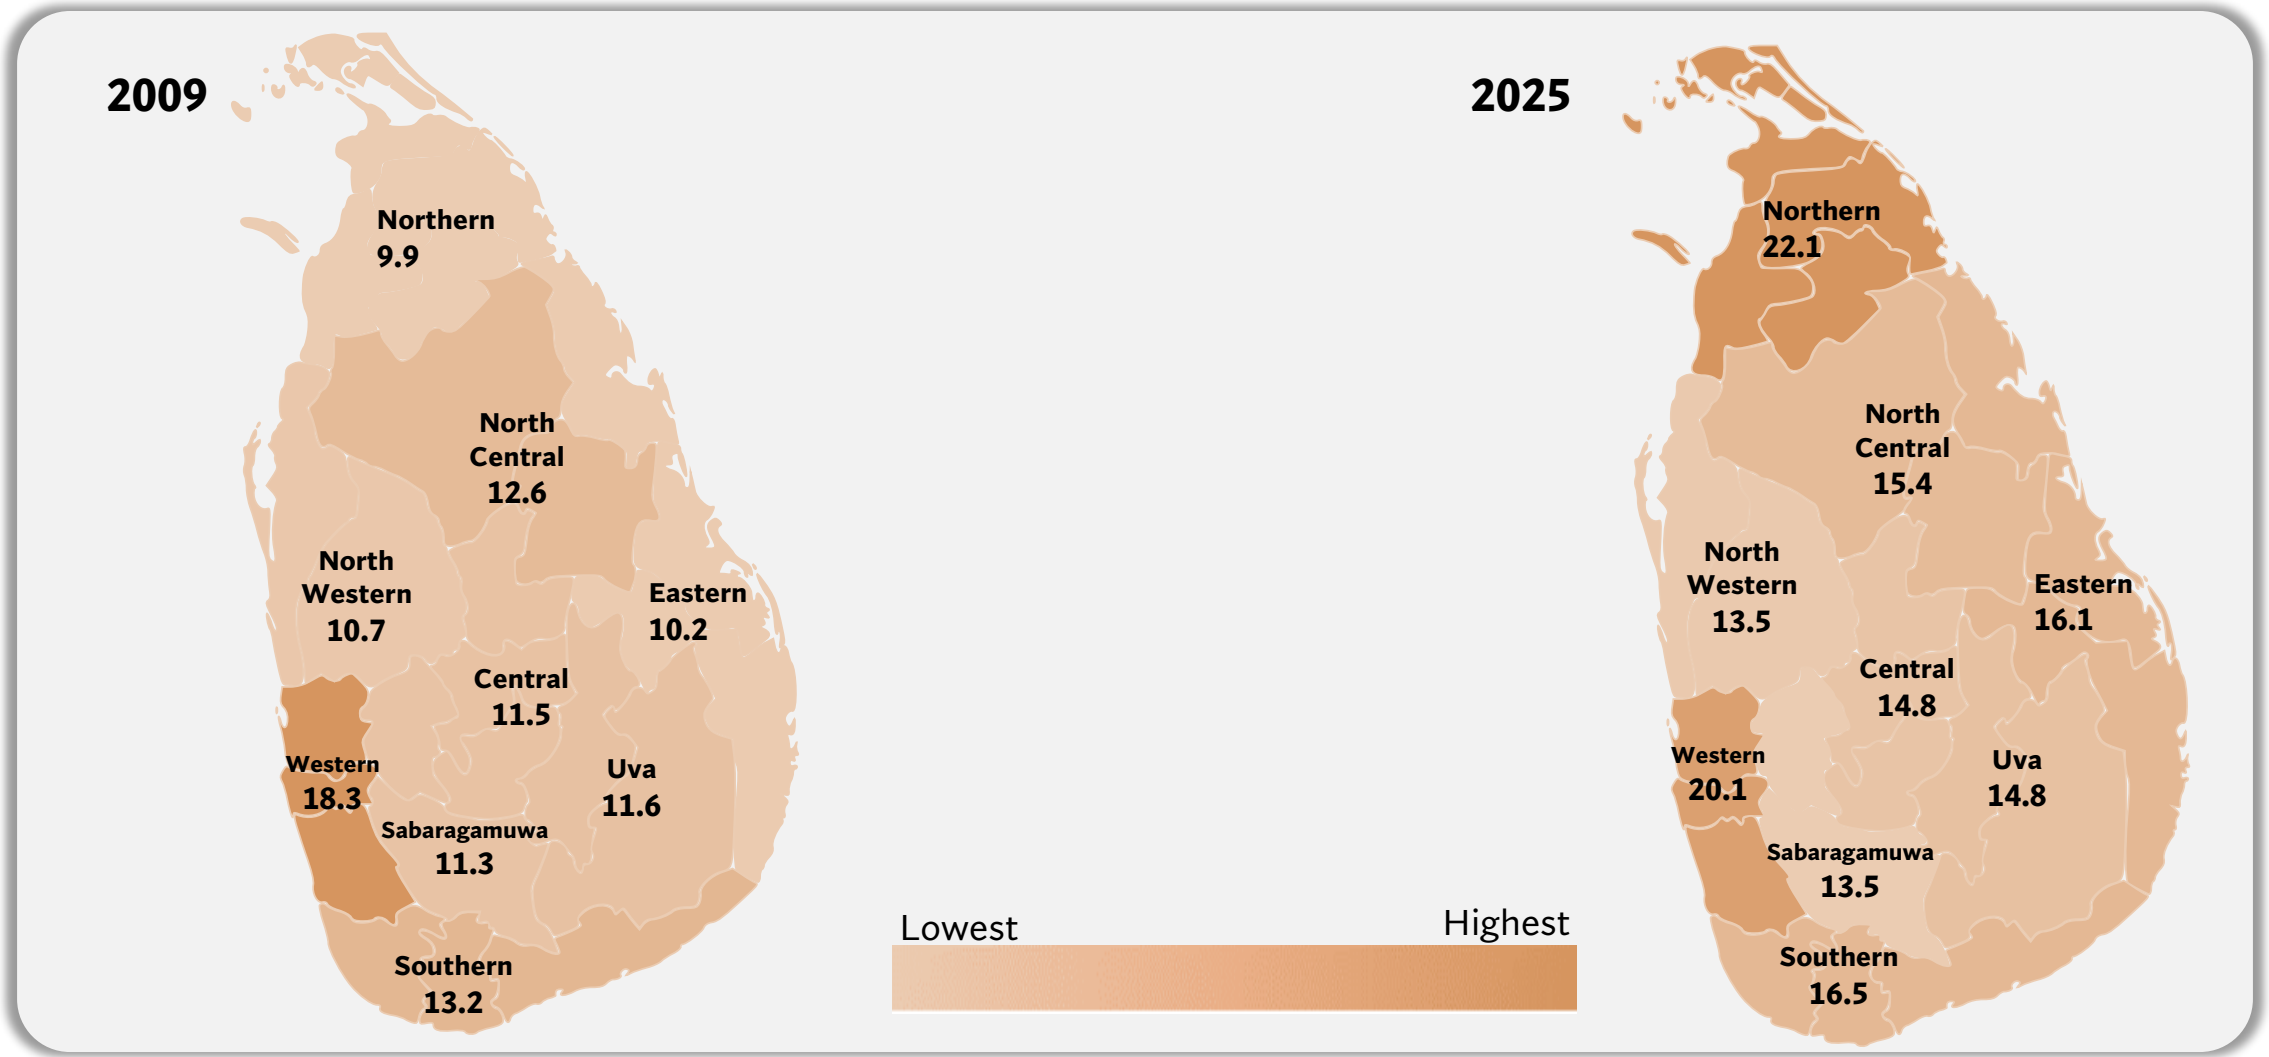 2009
Northern
9.9
North
Central
12.6
North
Western
10.7
Eastern
10.2
Central
11.5
Western
18.3
Uva
11.6
Sabaragamuwa
11.3
Southern
13.2
Lowest
Highest
2025
Northern
22.1
North
Central
15.4
North
Western
13.5
Eastern
16.1
Central
14.8
Western
20.1
Uva
14.8
Sabaragamuwa
13.5
Southern
16.5